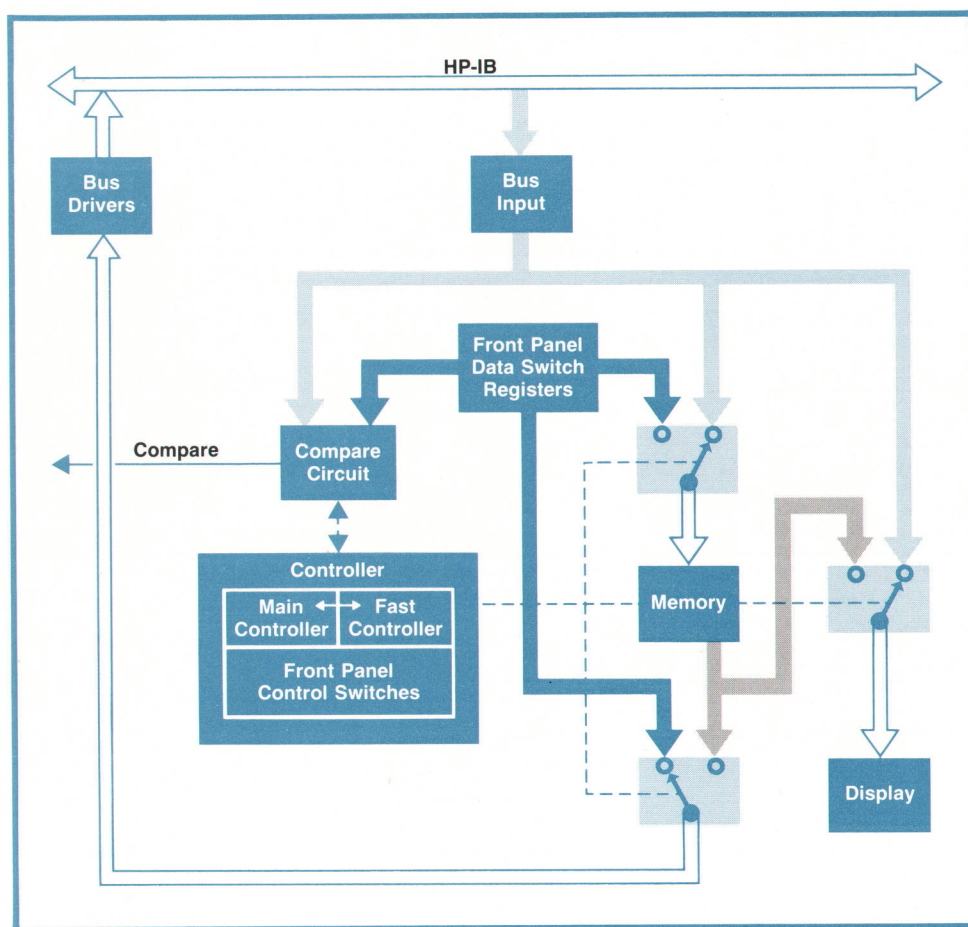 HP-IB
Bus
Drivers
Bus
Input
Front Panel
Data Switch
Registers
Compare
Compare
Circuit
Controller
Main
Controller
Fast
Controller
Front Panel
Control Switches
Memory
Display